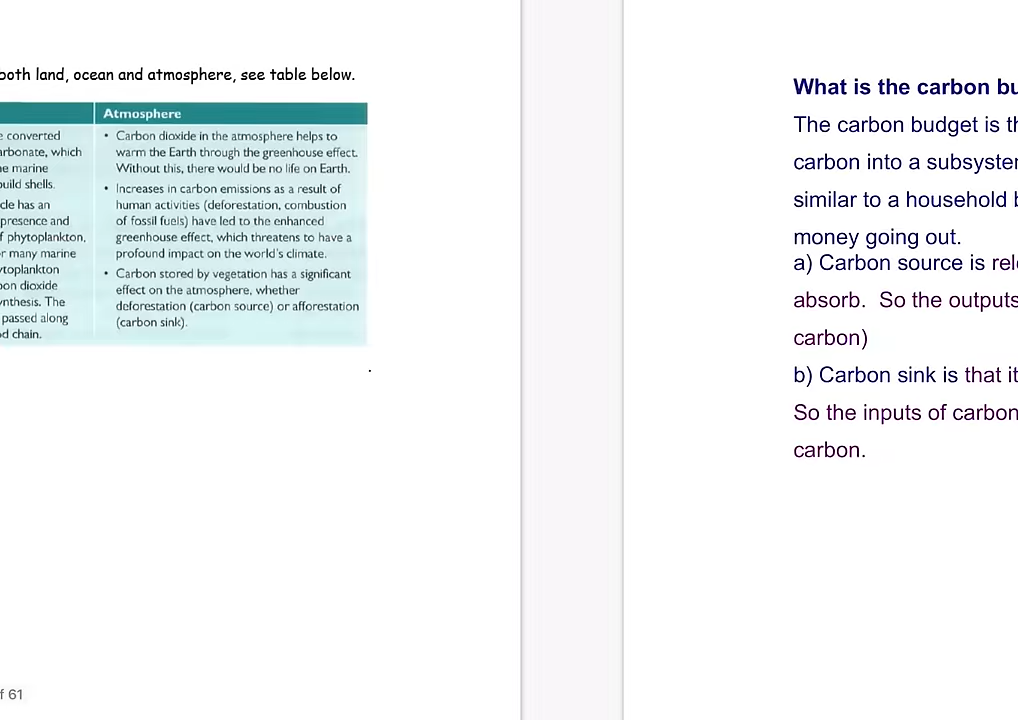 both land, ocean and atmosphere, see table below.
Atmosphere
converted
arbonate, which
marine
build shells.
cle has an
presence and
f phytoplankton,
r many marine
ytoplankton
on dioxide
ynthesis. The
passed along
d chain.
• Carbon dioxide in the atmosphere helps to
warm the Earth through the greenhouse effect.
Without this, there would be no life on Earth.
• Increases in carbon emissions as a result of
human activities (deforestation, combustion
of fossil fuels) have led to the enhanced
greenhouse effect, which threatens to have a
profound impact on the world's climate.
• Carbon stored by vegetation has a significant
effect on the atmosphere, whether
deforestation (carbon source) or afforestation
(carbon sink).
.
f 61
What is the carbon bu
The carbon budget is th
carbon into a subsyste
similar to a household b
money going out.
a) Carbon source is rel
absorb. So the outputs
carbon)
b) Carbon sink is that it
So the inputs of carbon
carbon.